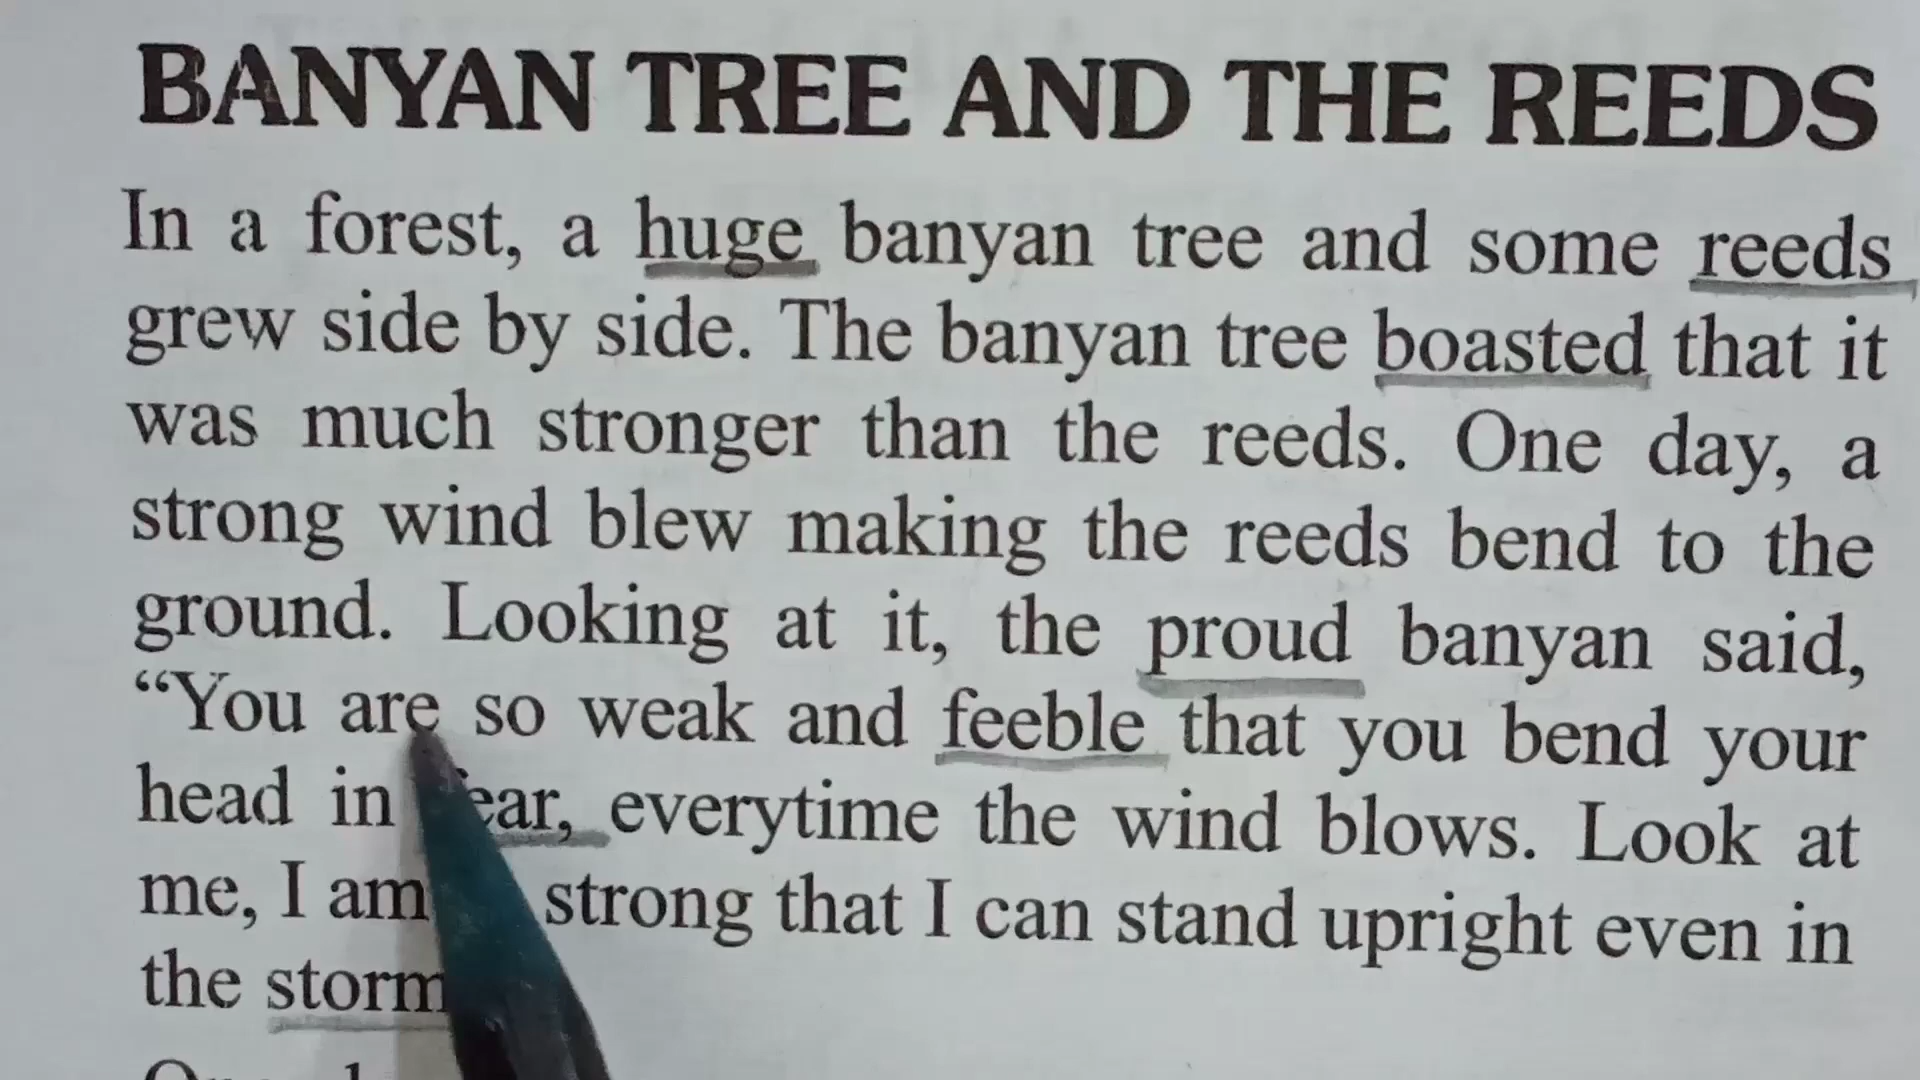 BANYAN TREE AND THE REEDS
In a forest, a huge banyan tree and some reeds
grew side by side. The banyan tree boasted that it
was much stronger than the reeds. One day, a
strong wind blew making the reeds bend to the
ground. Looking at it, the proud banyan said,
“You are so weak and feeble that you bend your
head in everytime the wind blows. Look at
me, I am strong that I can stand upright even in
the storm